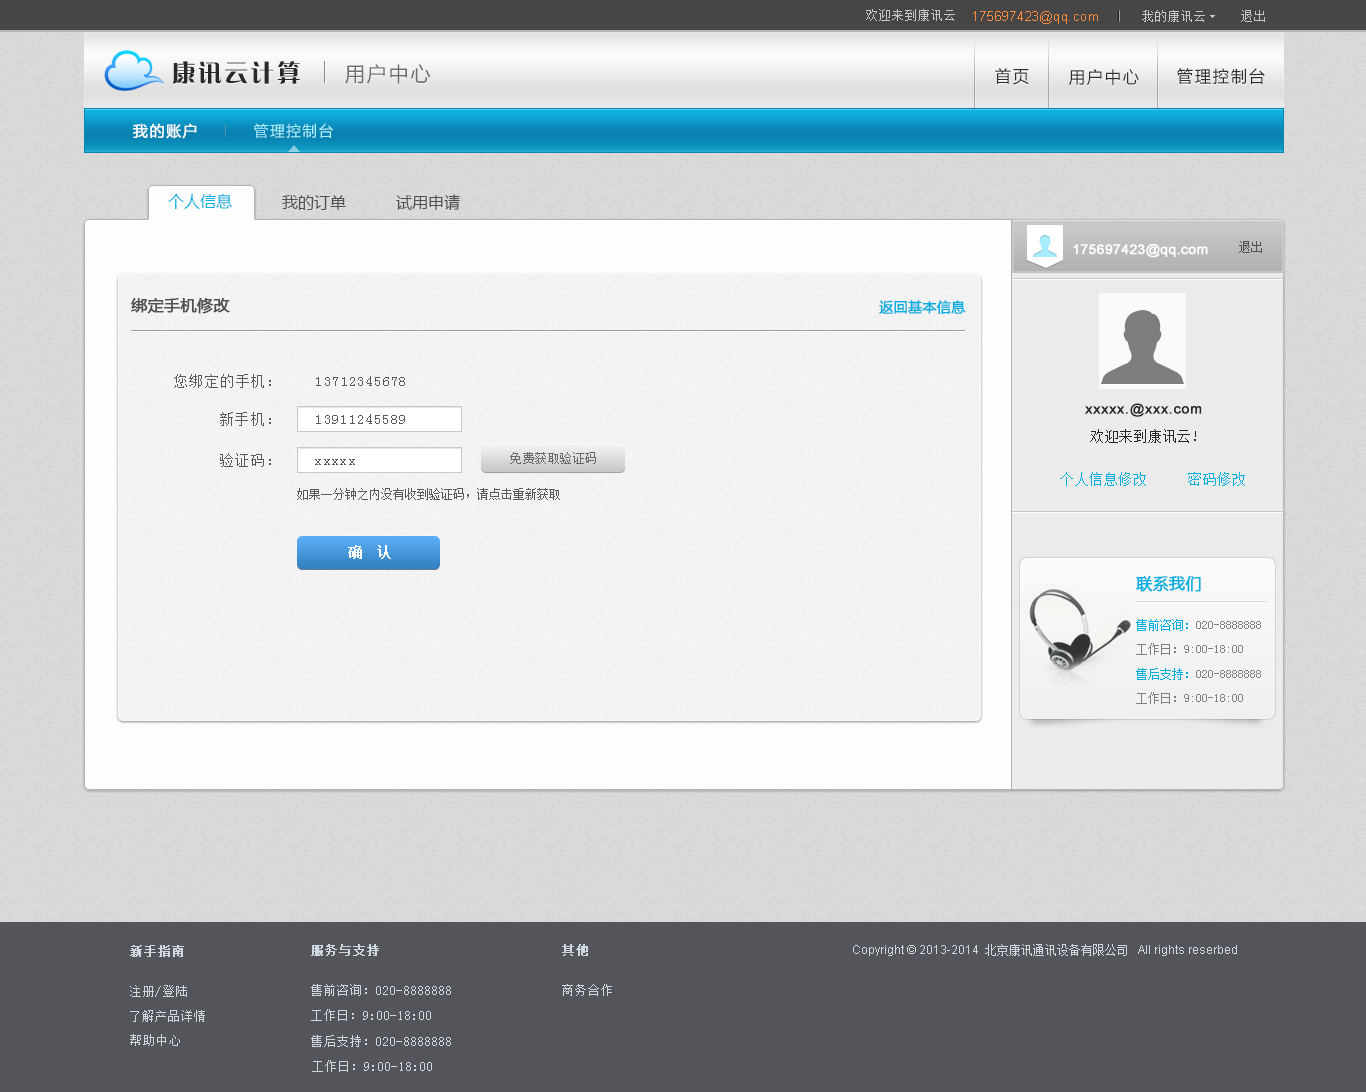 欢迎来到康讯云 175697423@qq.com | 我的康讯云 退出
康讯云计算 | 用户中心 首页 用户中心 管理控制台
我的账户 | 管理控制台
个人信息 我的订单 试用申请
175697423@qq.com 退出
绑定手机修改 返回基本信息
您绑定的手机： 13712345678
新手机： 13911245589
验证码： xxxxx 免费获取验证码
如果一分钟之内没有收到验证码，请点击重新获取
确 认
xxxxx.@xxx.com
欢迎来到康讯云！
个人信息修改 密码修改
联系我们
售前咨询：020-8888888
工作日：9:00-18:00
售后支持：020-8888888
工作日：9:00-18:00
新手指南
注册/登陆
了解产品详情
帮助中心
服务与支持
售前咨询：020-8888888
工作日：9:00-18:00
售后支持：020-8888888
工作日：9:00-18:00
其他
商务合作
Copyright © 2013-2014 北京康讯通讯设备有限公司 All rights reserbed